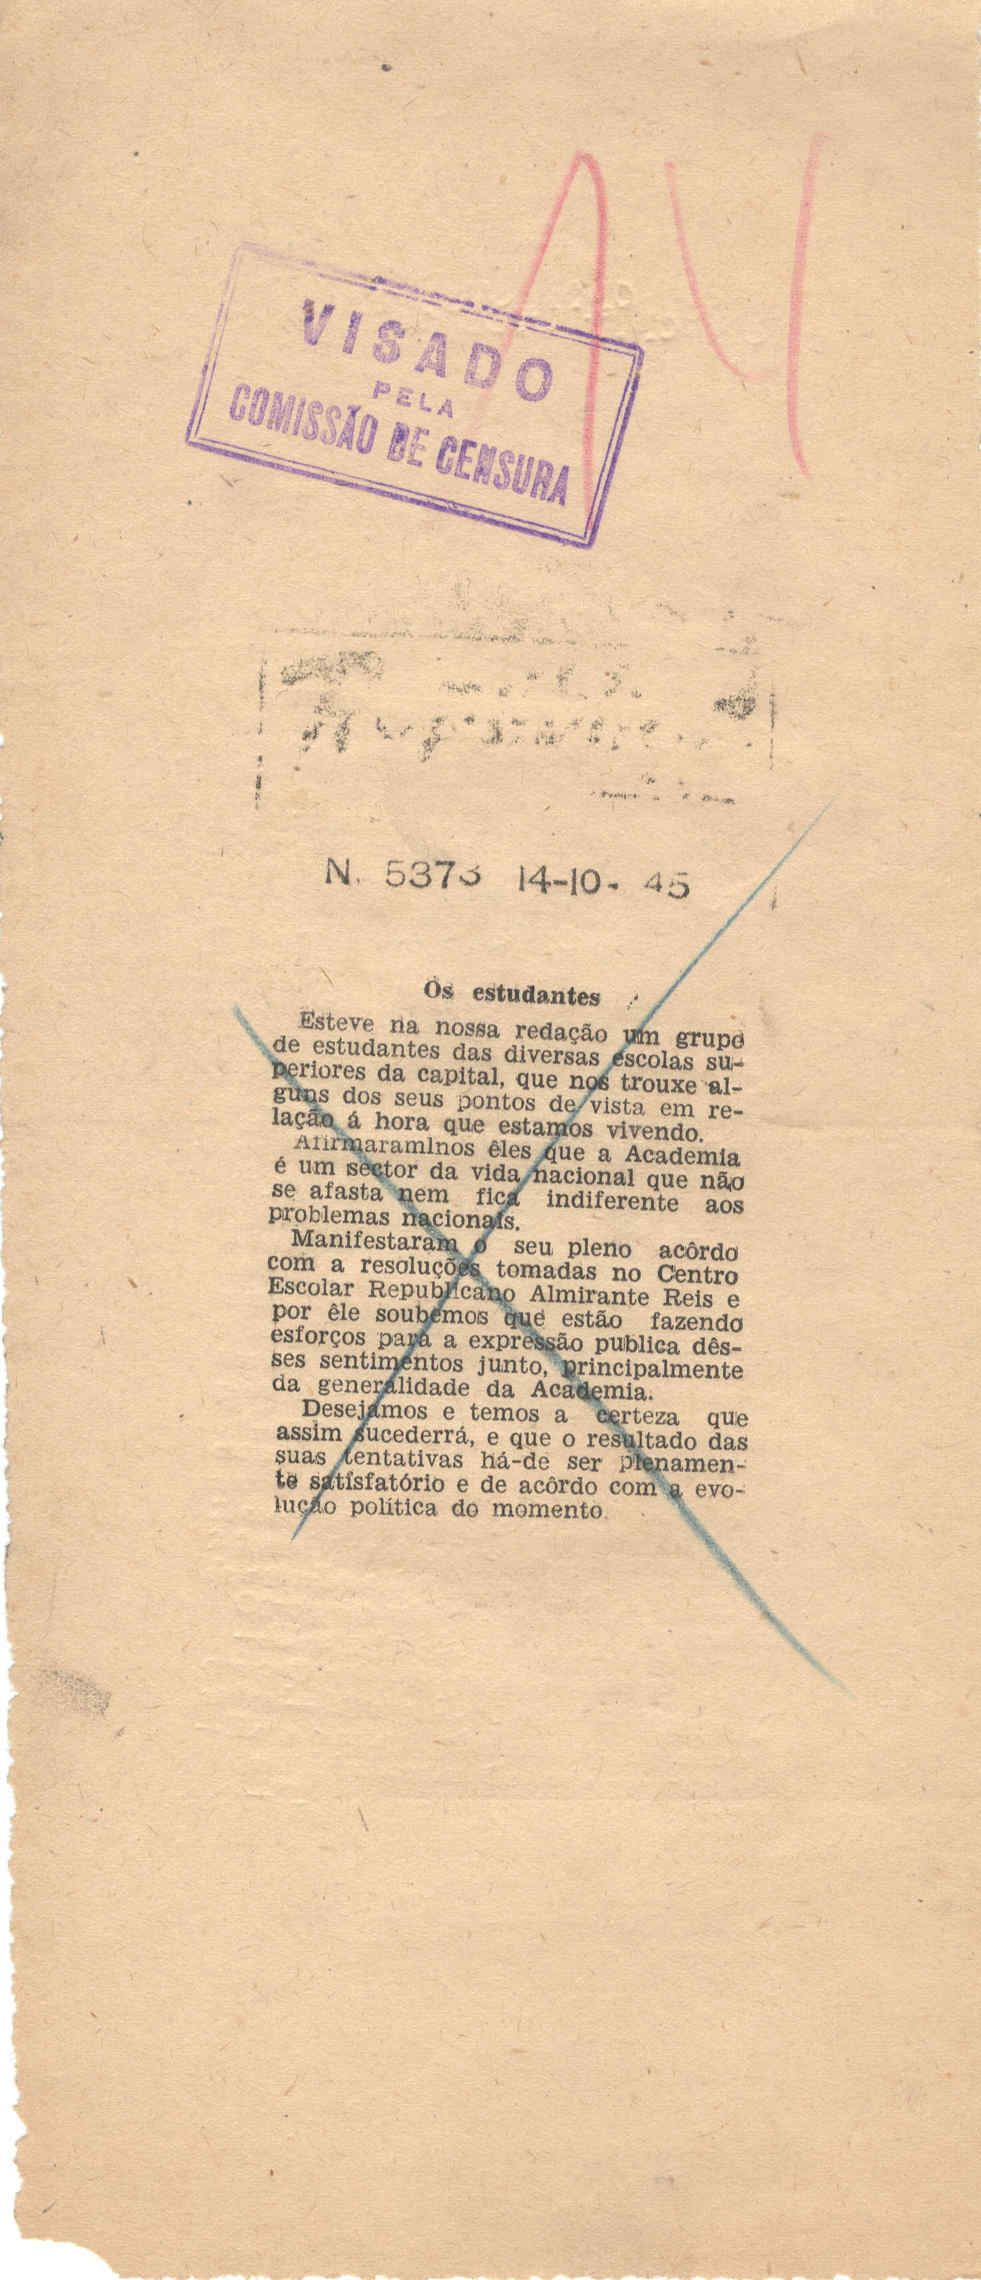 14
VISADO
PELA
COMISSÃO DE CENSURA
N. 5373 14-10-45
Os estudantes
Esteve na nossa redação um grupo
de estudantes das diversas escolas su-
periores da capital, que nos trouxe al-
guns dos seus pontos de vista em re-
lação á hora que estamos vivendo.
Afirmaramlnos êles que a Academia
é um sector da vida nacional que não
se afasta nem fica indiferente aos
problemas nacionais.
Manifestaram o seu pleno acôrdo
com a resoluções tomadas no Centro
Escolar Republicano Almirante Reis e
por êle soubemos que estão fazendo
esforços para a expressão publica dês-
ses sentimentos junto, principalmente
da generalidade da Academia.
Desejamos e temos a certeza que
assim sucederrá, e que o resultado das
suas tentativas há-de ser plenamen-
te satisfatório e de acôrdo com a evo-
lução política do momento.